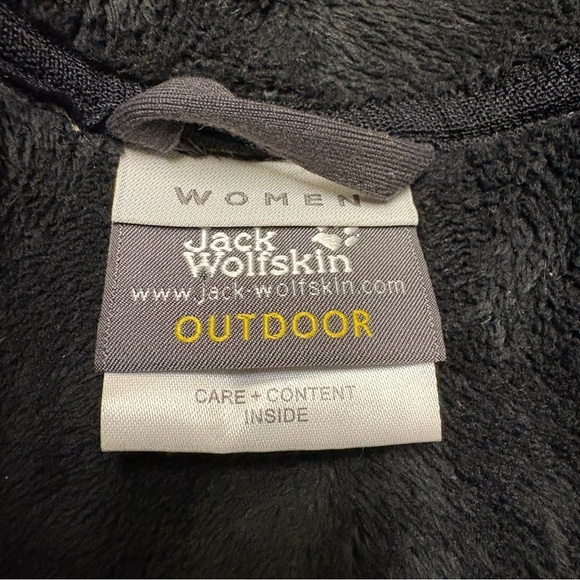 WOMEN
Jack
Wolfskin
www.jack-wolfskin.com
OUTDOOR
CARE + CONTENT
INSIDE